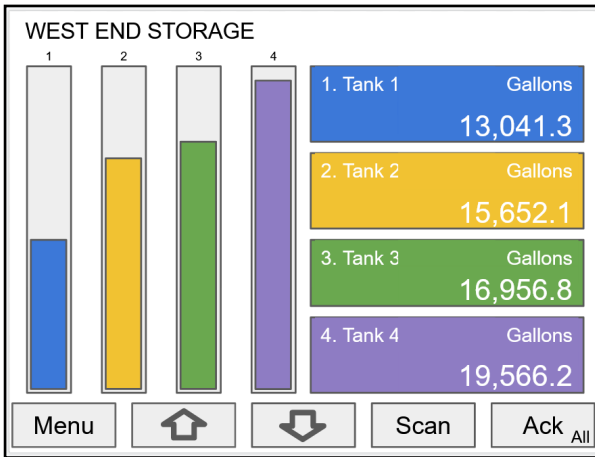 WEST END STORAGE
1 2 3 4
1. Tank 1 Gallons
13,041.3
2. Tank 2 Gallons
15,652.1
3. Tank 3 Gallons
16,956.8
4. Tank 4 Gallons
19,566.2
Menu Scan Ack All